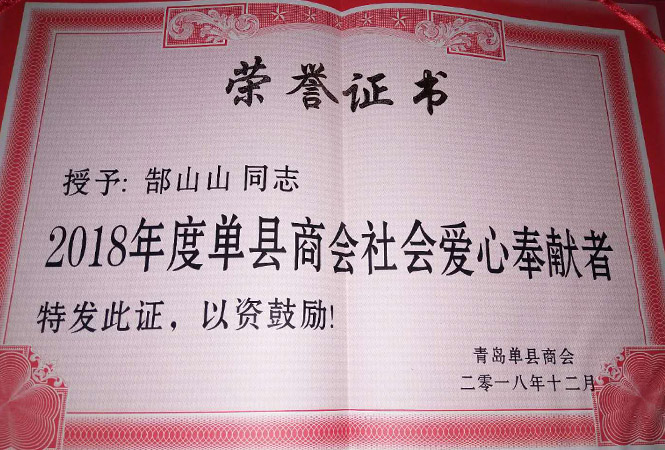 荣誉证书
授予: 郜山山 同志
2018年度单县商会社会爱心奉献者
特发此证，以资鼓励!
青岛单县商会
二零一八年十二月